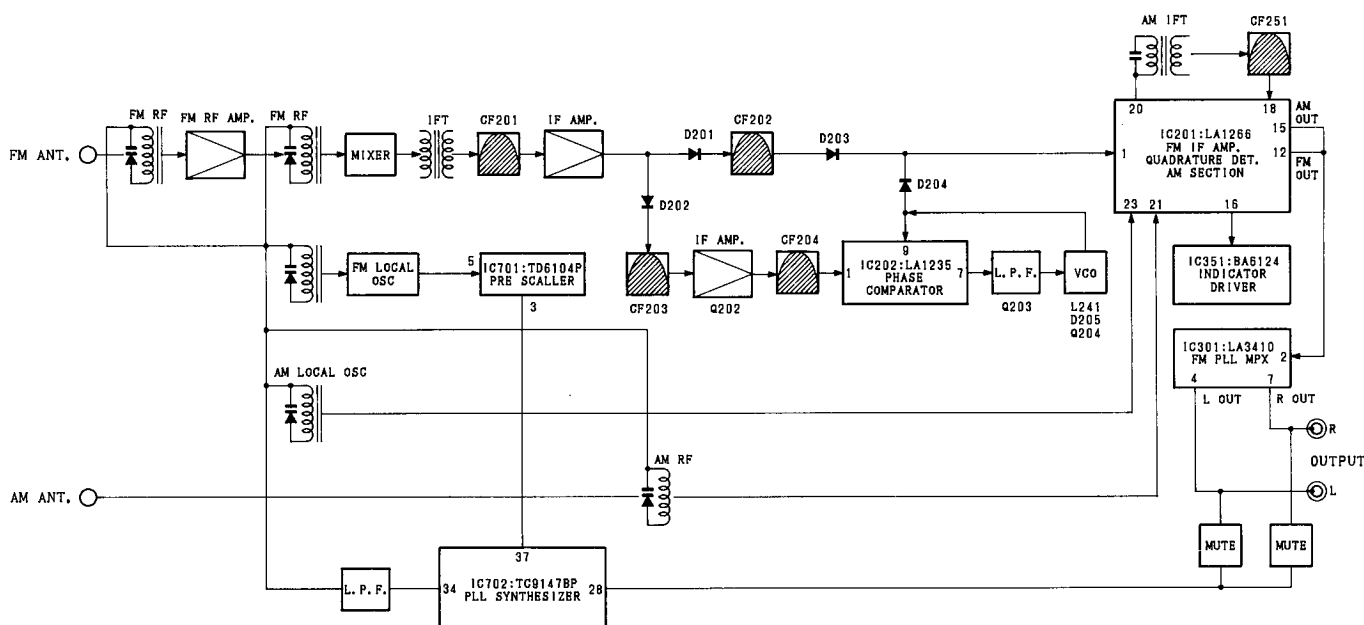 AM IFT
CF251
20
18
AM OUT
15
IC201:LA1266
FM IF AMP.
QUADRATURE DET.
AM SECTION
1
12
FM OUT
23
21
16
FM RF
FM RF AMP.
FM RF
IFT
CF201
IF AMP.
D201
CF202
D203
FM ANT.
MIXER
D202
D204
FM LOCAL
OSC
5
IC701:TD6104P
PRE SCALLER
3
IF AMP.
CF204
CF203
Q202
9
1
IC202:LA1235
PHASE
COMPARATOR
7
L.P.F.
Q203
VCO
L241
D205
Q204
IC351:BA6124
INDICATOR
DRIVER
IC301:LA3410
FM PLL MPX
2
4
7
L OUT
R OUT
AM LOCAL OSC
R
OUTPUT
L
AM RF
AM ANT.
MUTE
MUTE
37
L.P.F.
34
IC702:TC9147BP
PLL SYNTHESIZER
28